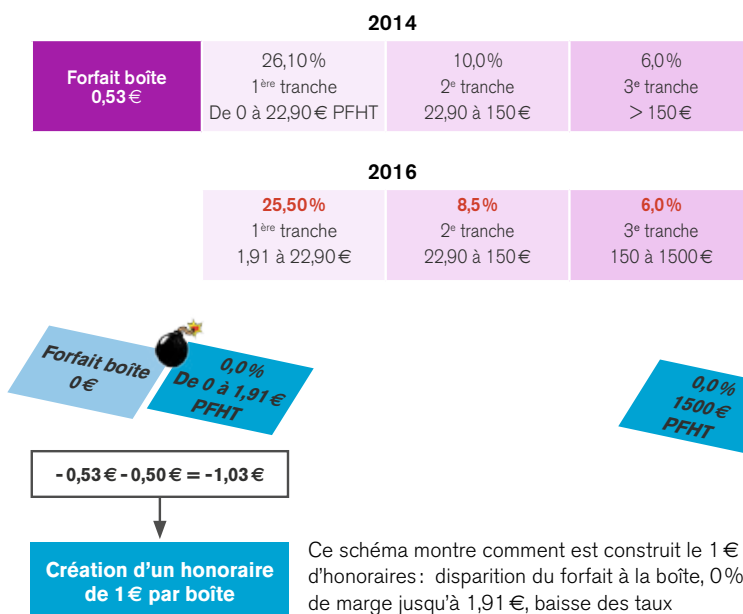 2014
Forfait boîte
0,53 €
26,10%
1ère tranche
De 0 à 22,90 € PFHT
10,0%
2e tranche
22,90 à 150 €
6,0%
3e tranche
> 150 €
2016
25,50%
1ère tranche
1,91 à 22,90 €
8,5%
2e tranche
22,90 à 150 €
6,0%
3e tranche
150 à 1500 €
Forfait boîte
0 €
0,0%
De 0 à 1,91 €
PFHT
0,0%
1500 €
PFHT
- 0,53 € - 0,50 € = -1,03 €
Création d'un honoraire
de 1 € par boîte
Ce schéma montre comment est construit le 1 €
d'honoraires : disparition du forfait à la boîte, 0%
de marge jusqu'à 1,91 €, baisse des taux